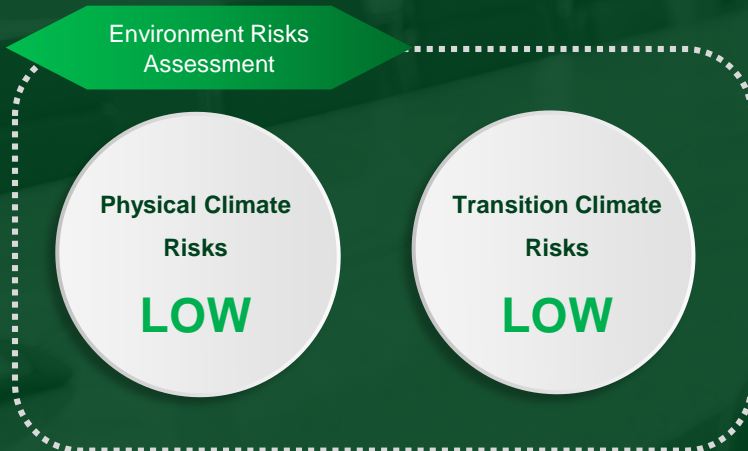 Environment Risks
Assessment
Physical Climate
Risks
LOW
Transition Climate
Risks
LOW